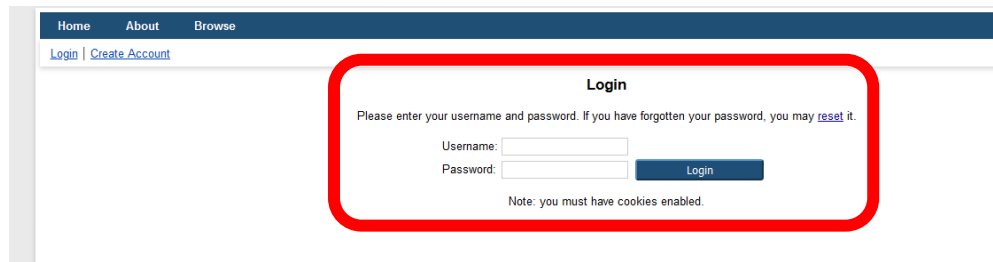 Home About Browse
Login | Create Account
Login
Please enter your username and password. If you have forgotten your password, you may reset it.
Username:
Password: Login
Note: you must have cookies enabled.